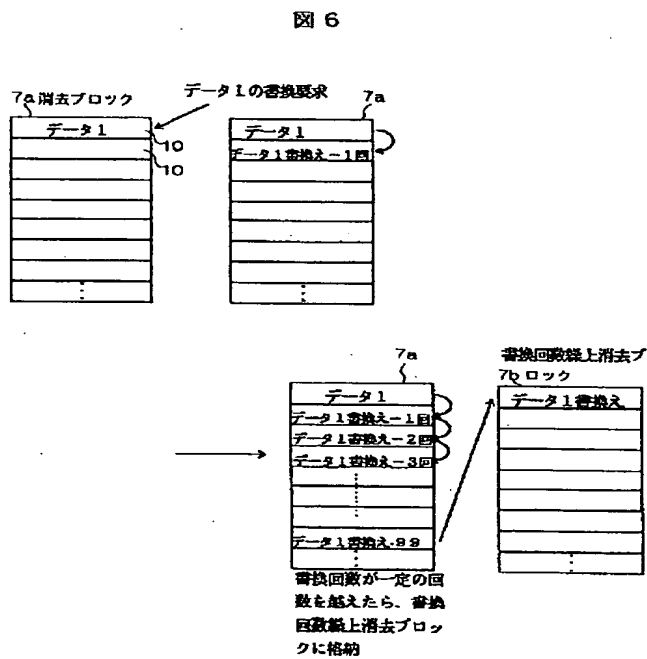 図 6
データ1の書換要求
7a 消去ブロック
データ1
10
10
7a
データ1
データ1書換え−1回
7a
データ1
データ1書換え−1回
データ1書換え−2回
データ1書換え−3回
データ1書換え-99
書換回数が一定の回
数を越えたら、書換
回数繰上消去ブロッ
クに格納
書換回数繰上消去ブ
7b ロック
データ1書換え